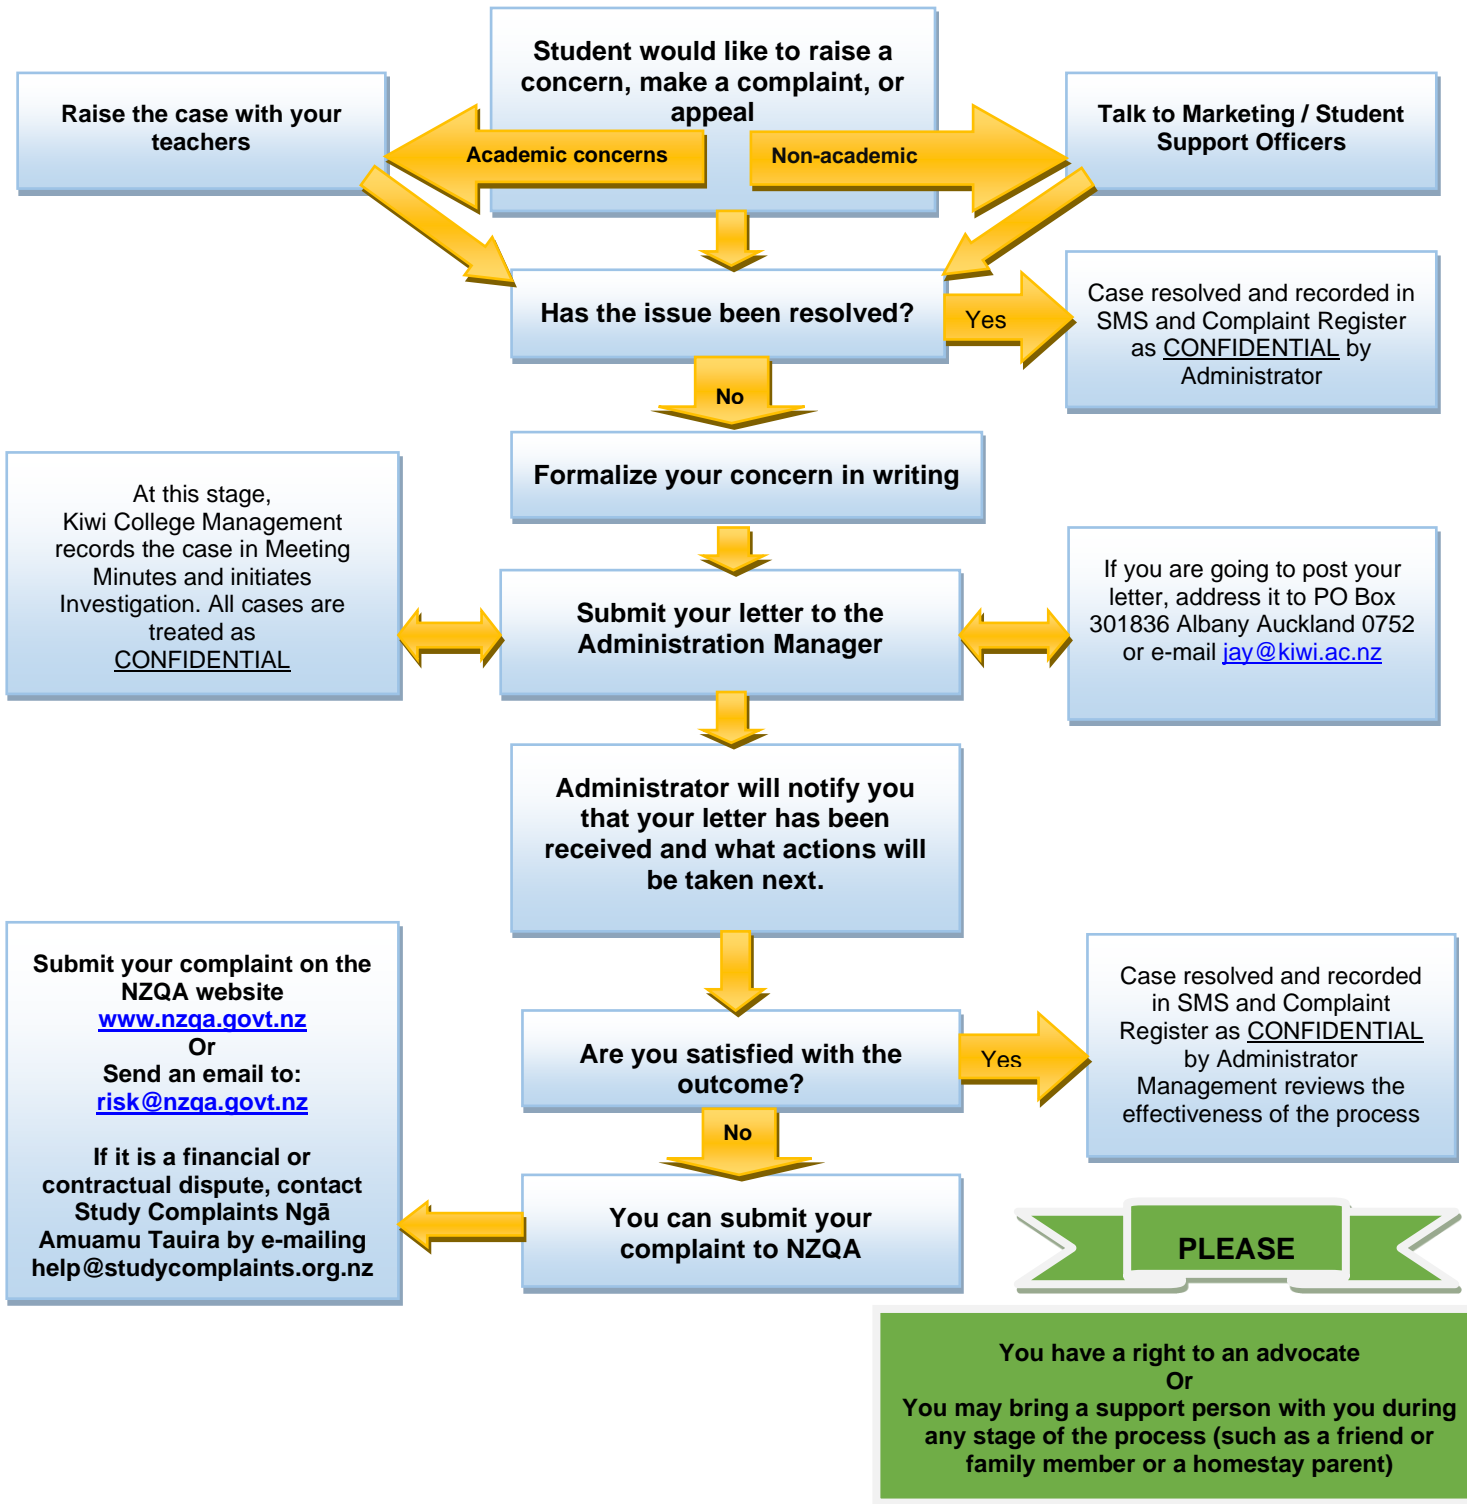 Student would like to raise a
concern, make a complaint, or
appeal
Raise the case with your
teachers
Academic concerns
Non-academic
Talk to Marketing / Student
Support Officers
Has the issue been resolved?
Yes
Case resolved and recorded in
SMS and Complaint Register
as CONFIDENTIAL by
Administrator
No
Formalize your concern in writing
At this stage,
Kiwi College Management
records the case in Meeting
Minutes and initiates
Investigation. All cases are
treated as
CONFIDENTIAL
Submit your letter to the
Administration Manager
If you are going to post your
letter, address it to PO Box
301836 Albany Auckland 0752
or e-mail jay@kiwi.ac.nz
Administrator will notify you
that your letter has been
received and what actions will
be taken next.
Are you satisfied with the
outcome?
Yes
Case resolved and recorded
in SMS and Complaint
Register as CONFIDENTIAL
by Administrator
Management reviews the
effectiveness of the process
No
You can submit your
complaint to NZQA
Submit your complaint on the
NZQA website
www.nzqa.govt.nz
Or
Send an email to:
risk@nzqa.govt.nz
If it is a financial or
contractual dispute, contact
Study Complaints Ngā
Amuamu Tauira by e-mailing
help@studycomplaints.org.nz
PLEASE
You have a right to an advocate
Or
You may bring a support person with you during
any stage of the process (such as a friend or
family member or a homestay parent)